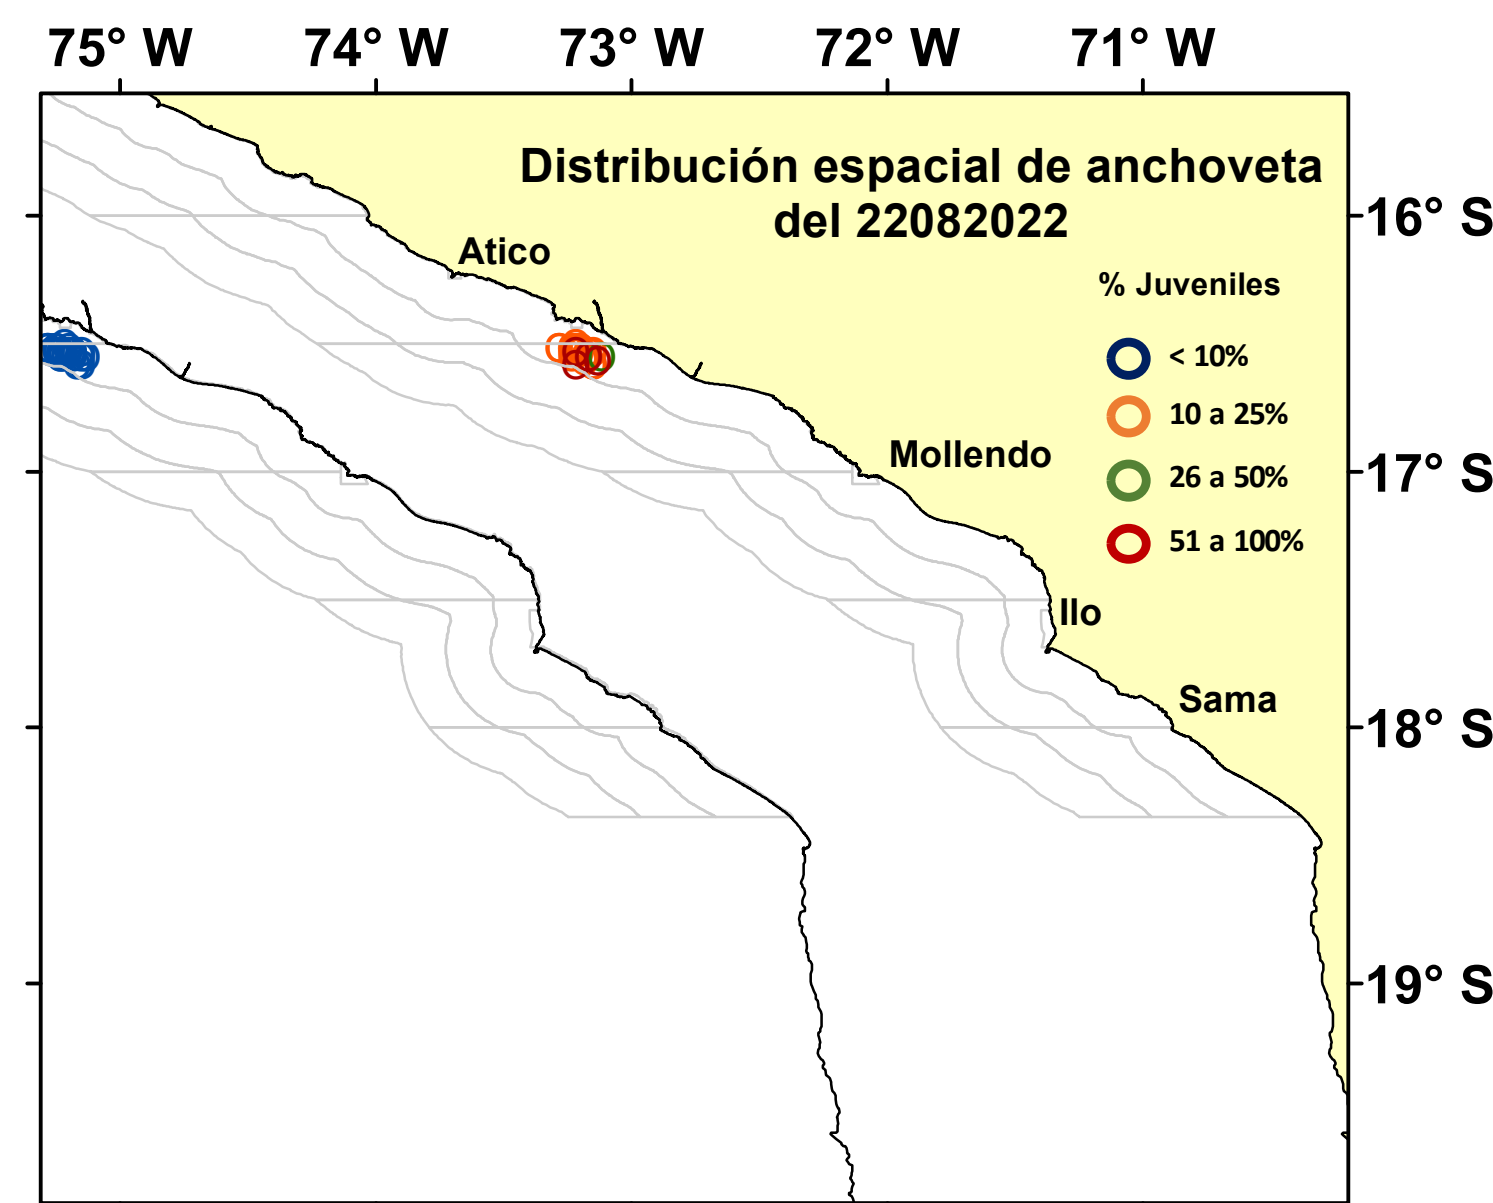 75° W 74° W 73° W 72° W 71° W
Distribución espacial de anchoveta
del 22082022
16° S
Atico
% Juveniles
< 10%
10 a 25%
Mollendo
17° S
26 a 50%
51 a 100%
Ilo
Sama
18° S
19° S